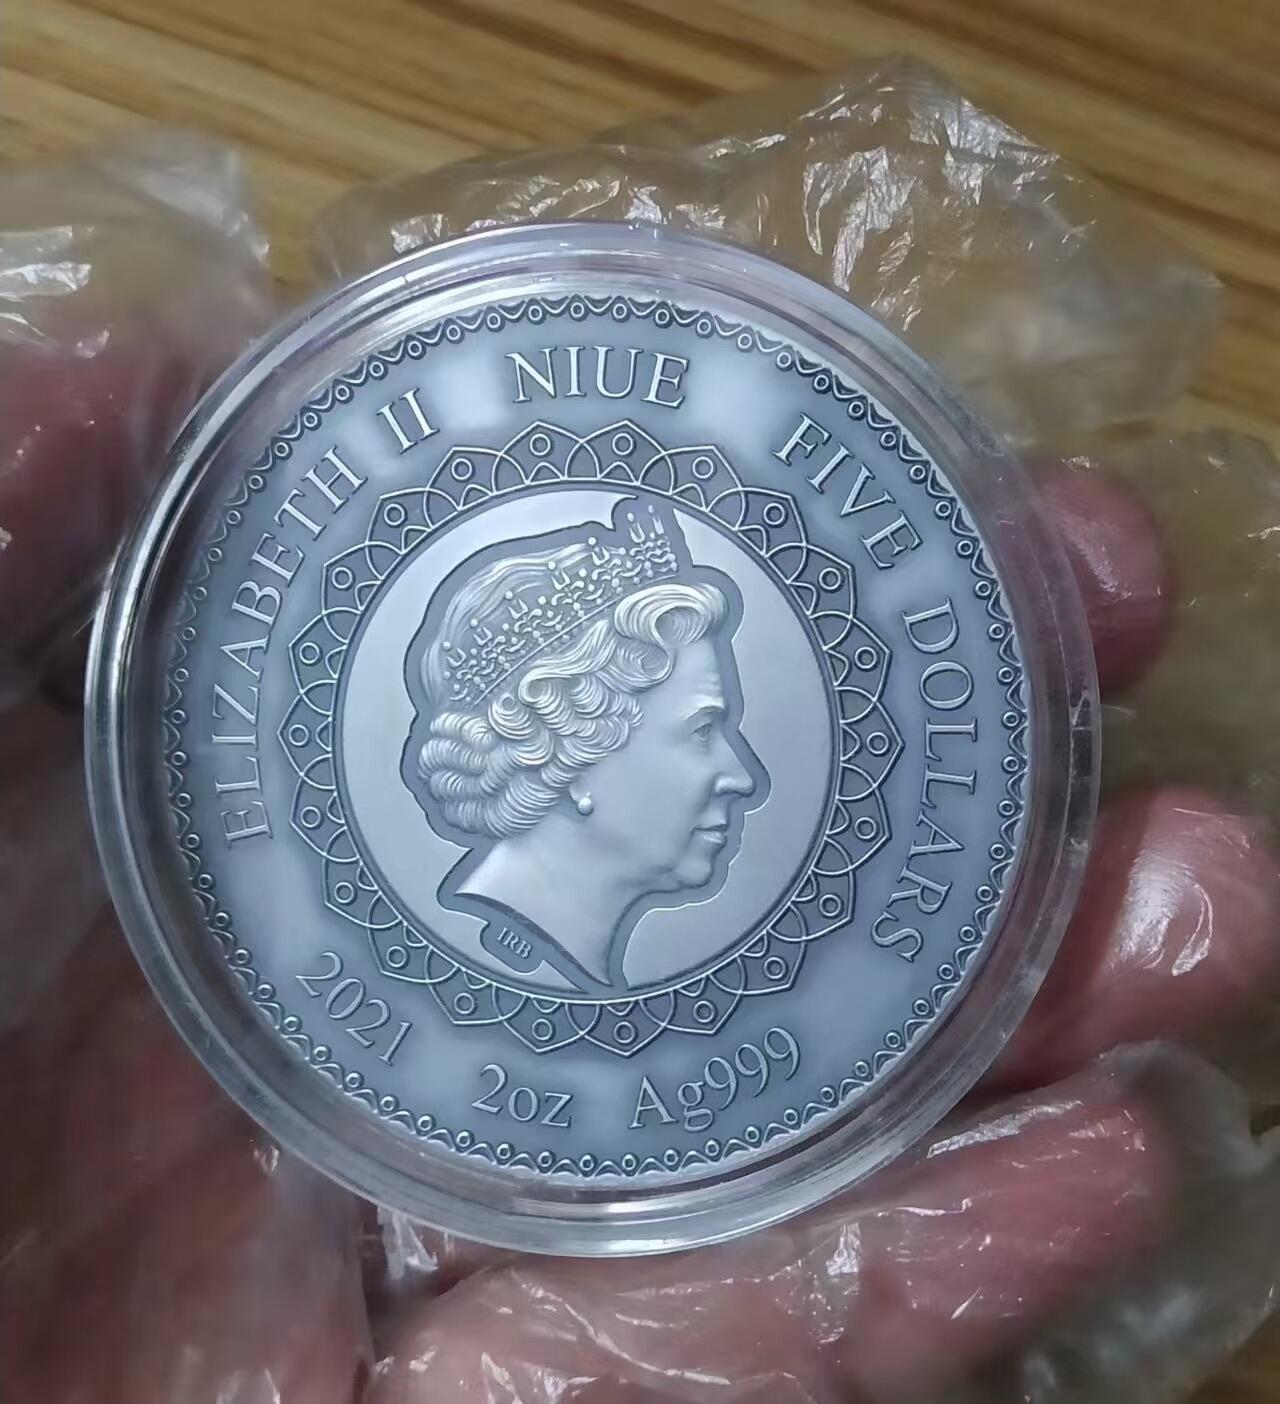 ELIZABETH II NIUE FIVE DOLLARS
IRB
2021 2oz Ag999